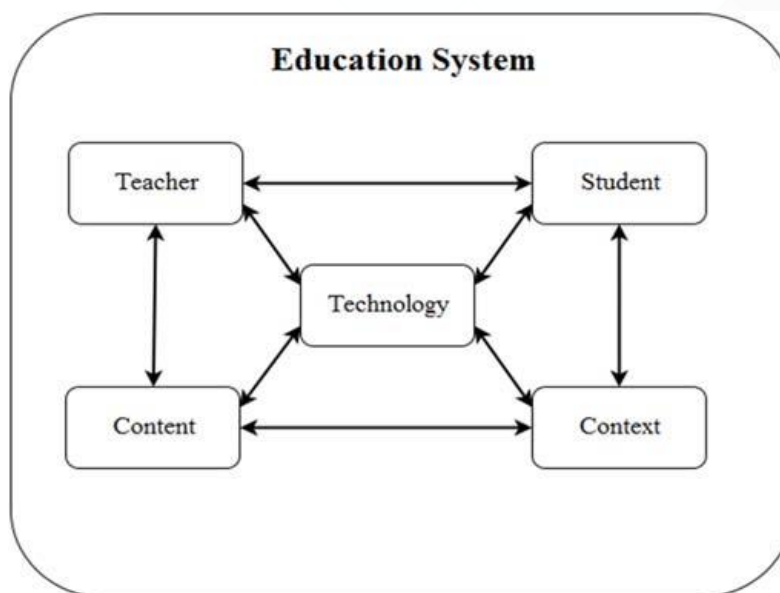 Education System
Teacher
Student
Technology
Content
Context